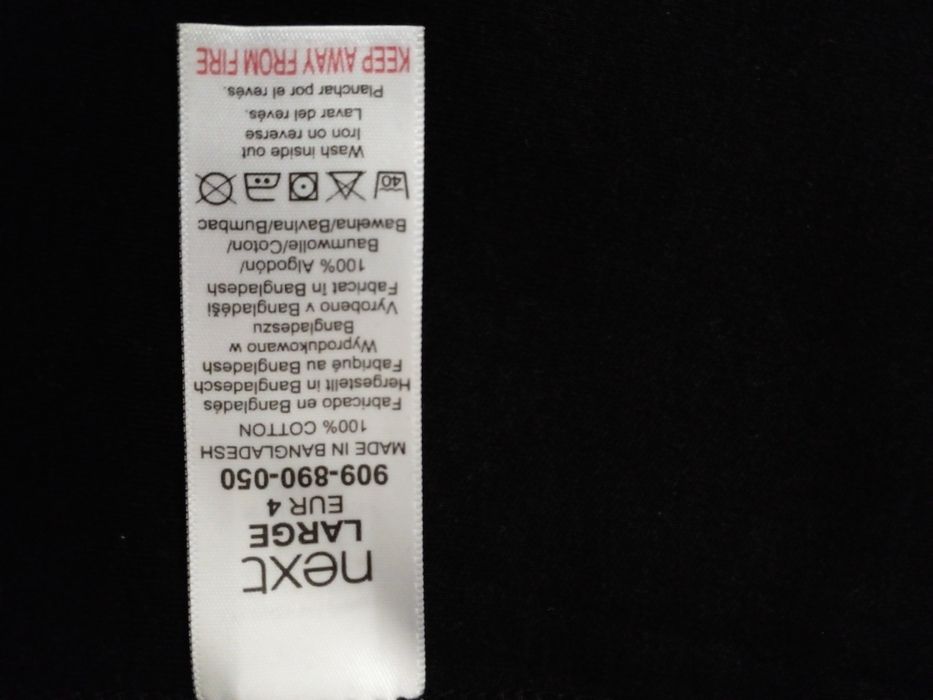 next
LARGE
EUR 4
909-890-050
MADE IN BANGLADESH
100% COTTON
Fabricado en Bangladés
Hergestellt in Bangladesch
Fabriqué au Bangladesh
Wyprodukowano w
Bangladeszu
Vyrobeno v Bangladéši
Fabricat în Bangladesh
100% Algodón/
Baumwolle/Coton/
Bawełna/Bavlna/Bumbac
40
Wash inside out
Iron on reverse
Lavar del revés.
Planchar por el revés.
KEEP AWAY FROM FIRE